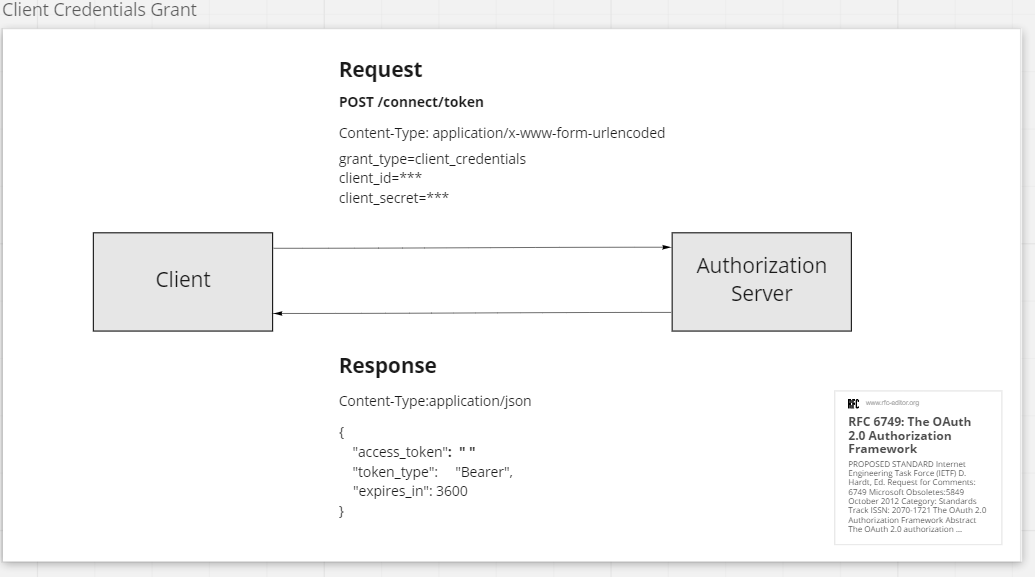 Client Credentials Grant
Request
POST /connect/token
Content-Type: application/x-www-form-urlencoded
grant_type=client_credentials
client_id=***
client_secret=***
Client
Authorization
Server
Response
Content-Type:application/json
{
"access_token": " "
"token_type": "Bearer",
"expires_in": 3600
}
RFC www.rfc-editor.org
RFC 6749: The OAuth
2.0 Authorization
Framework
PROPOSED STANDARD Internet
Engineering Task Force (IETF) D.
Hardt, Ed. Request for Comments:
6749 Microsoft Obsoletes:5849
October 2012 Category: Standards
Track ISSN: 2070-1721 The OAuth 2.0
Authorization Framework Abstract
The OAuth 2.0 authorization ...